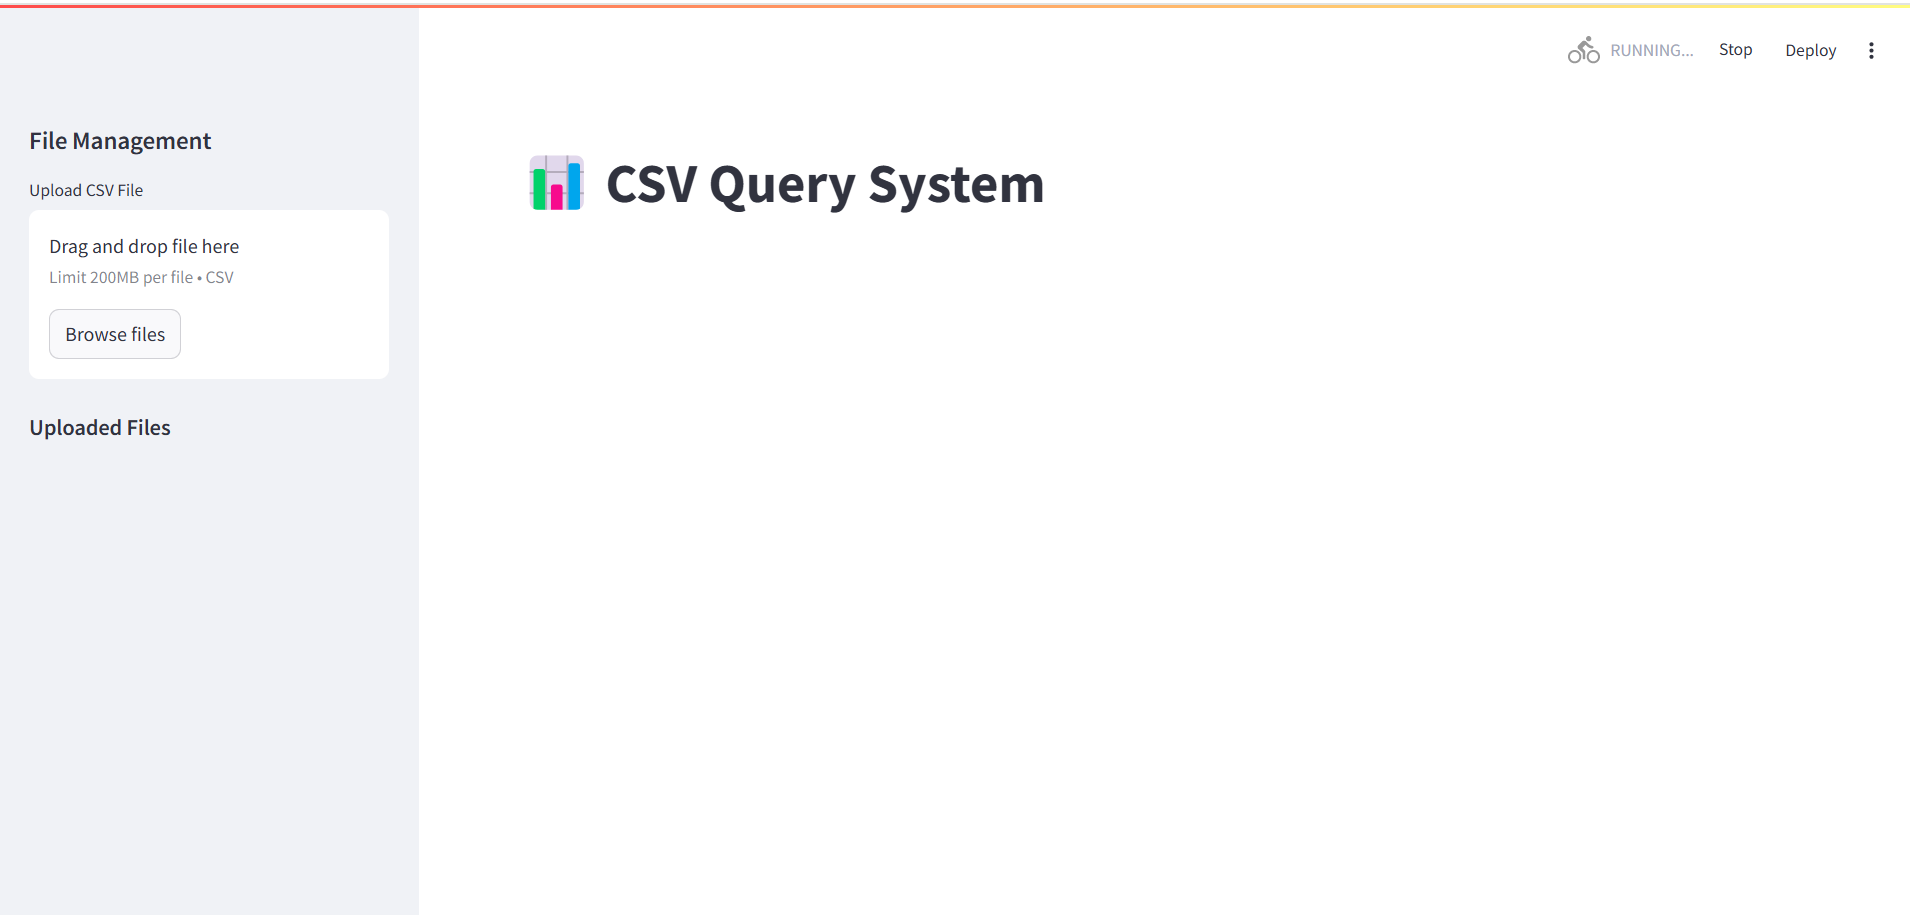 RUNNING...
Stop
Deploy
File Management
Upload CSV File
Drag and drop file here
Limit 200MB per file • CSV
Browse files
Uploaded Files
CSV Query System